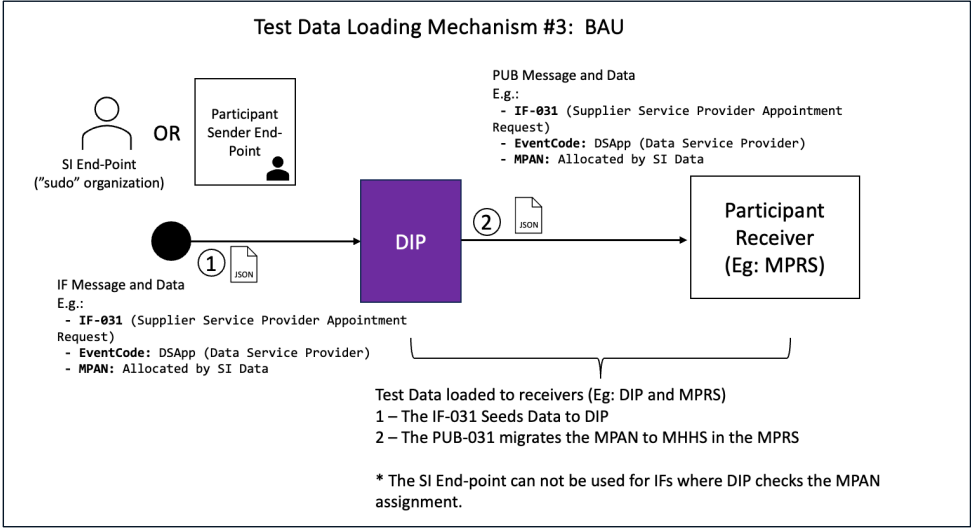 Test Data Loading Mechanism #3:  BAU
SI End-Point
("sudo" organization)
OR
Participant
Sender End-
Point
PUB Message and Data
E.g.:
- IF-031 (Supplier Service Provider Appointment
Request)
- EventCode: DSApp (Data Service Provider)
- MPAN: Allocated by SI Data
1
JSON
DIP
2
JSON
Participant
Receiver
(Eg: MPRS)
IF Message and Data
E.g.:
- IF-031 (Supplier Service Provider Appointment
Request)
- EventCode: DSApp (Data Service Provider)
- MPAN: Allocated by SI Data
Test Data loaded to receivers (Eg: DIP and MPRS)
1 – The IF-031 Seeds Data to DIP
2 – The PUB-031 migrates the MPAN to MHHS in the MPRS
* The SI End-point can not be used for IFs where DIP checks the MPAN
assignment.